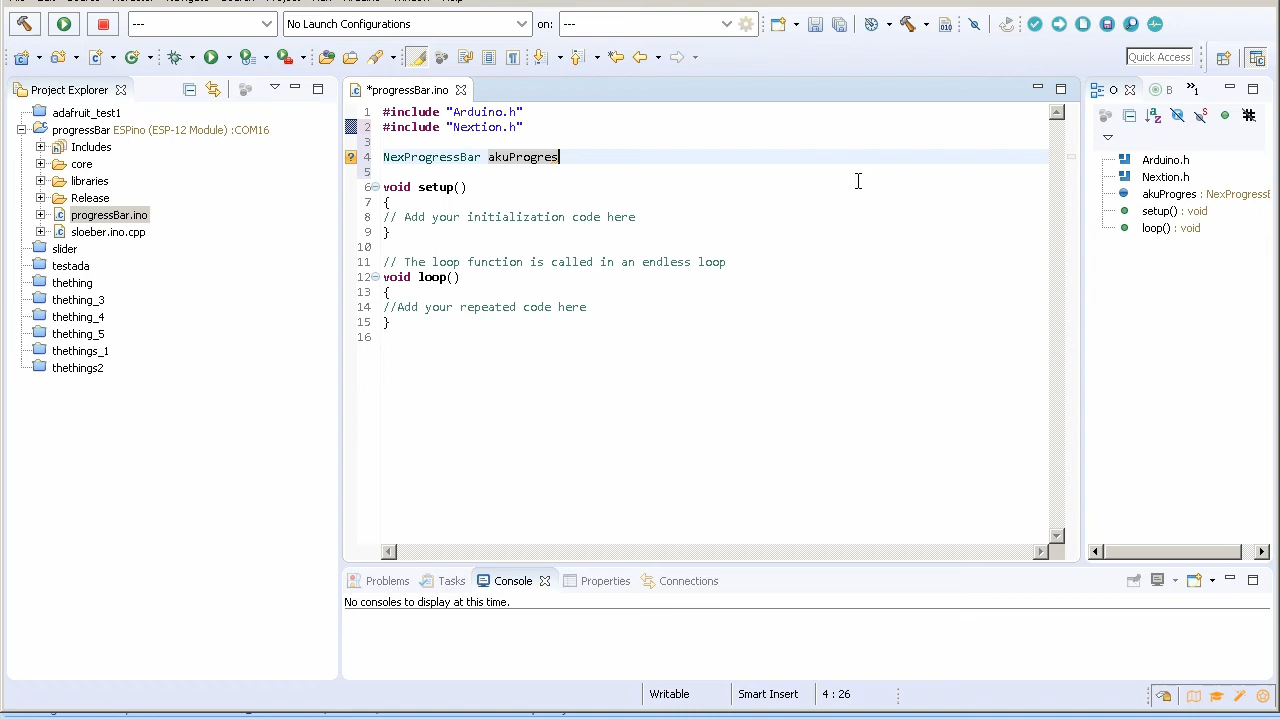 ---
No Launch Configurations
on:
---
Quick Access
Project Explorer
adafruit_test1
progressBar ESPino (ESP-12 Module) :COM16
Includes
core
libraries
Release
progressBar.ino
sloeber.ino.cpp
slider
testada
thething
thething_3
thething_4
thething_5
thethings_1
thethings2
*progressBar.ino
1 #include "Arduino.h"
2 #include "Nextion.h"
3
4 NexProgressBar akuProgres
5
6 void setup()
7 {
8 // Add your initialization code here
9 }
10
11 // The loop function is called in an endless loop
12 void loop()
13 {
14 //Add your repeated code here
15 }
16
O
B
»1
Arduino.h
Nextion.h
akuProgres : NexProgressB
setup() : void
loop() : void
Problems
Tasks
Console
Properties
Connections
No consoles to display at this time.
Writable
Smart Insert
4 : 26